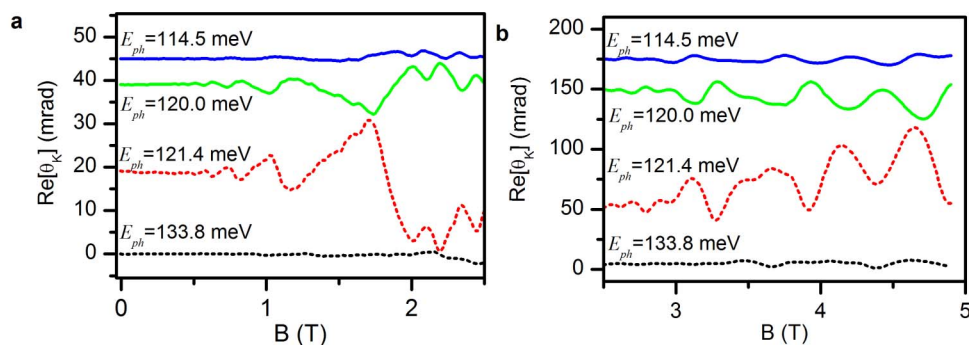 a
50
40
30
20
10
0
Re[θK] (mrad)
Eph=114.5 meV
Eph=120.0 meV
Eph=121.4 meV
Eph=133.8 meV
0 1 2
B (T)
b
200
150
100
50
0
Re[θK] (mrad)
Eph=114.5 meV
Eph=120.0 meV
Eph=121.4 meV
Eph=133.8 meV
3 4 5
B (T)